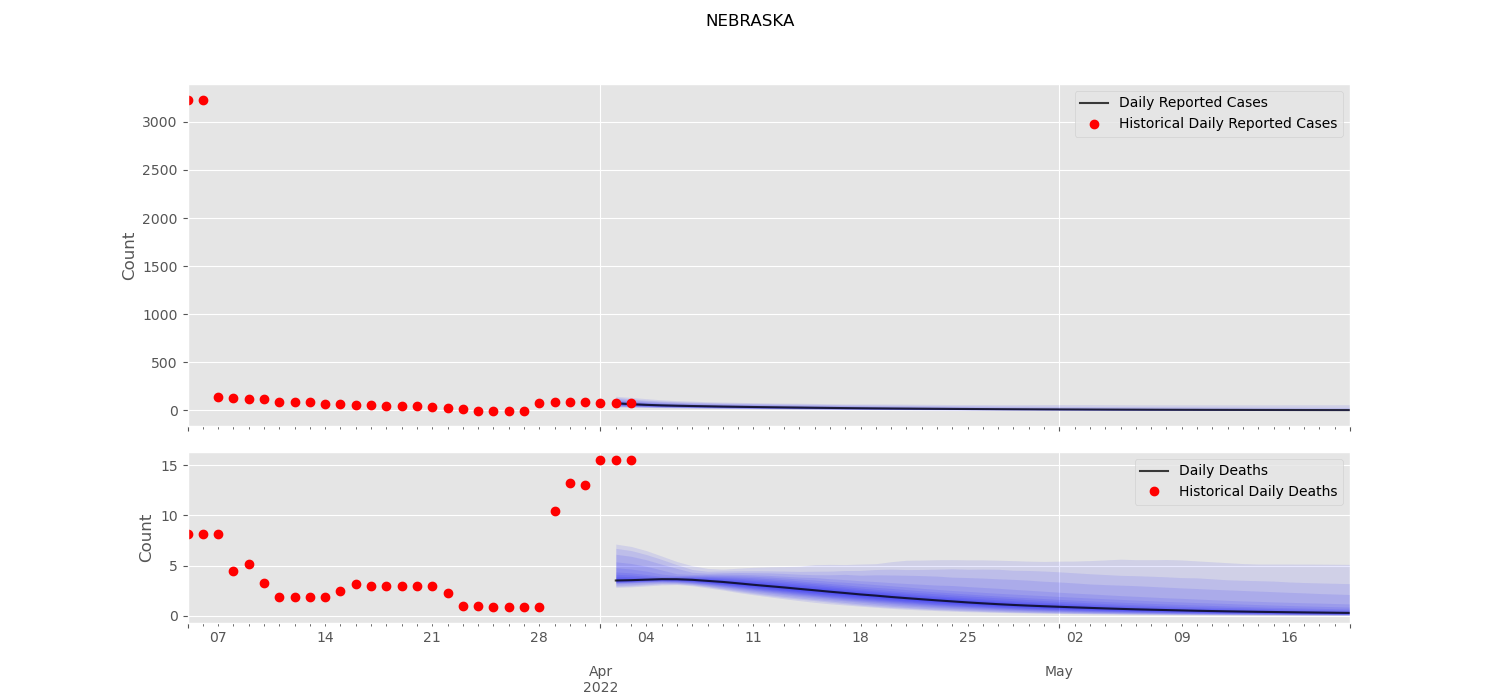 NEBRASKA
Daily Reported Cases
Historical Daily Reported Cases
Count
3000
2500
2000
1500
1000
500
0
Daily Deaths
Historical Daily Deaths
Count
15
10
5
0
07 14 21 28 04 11 18 25 02 09 16
Apr May
2022